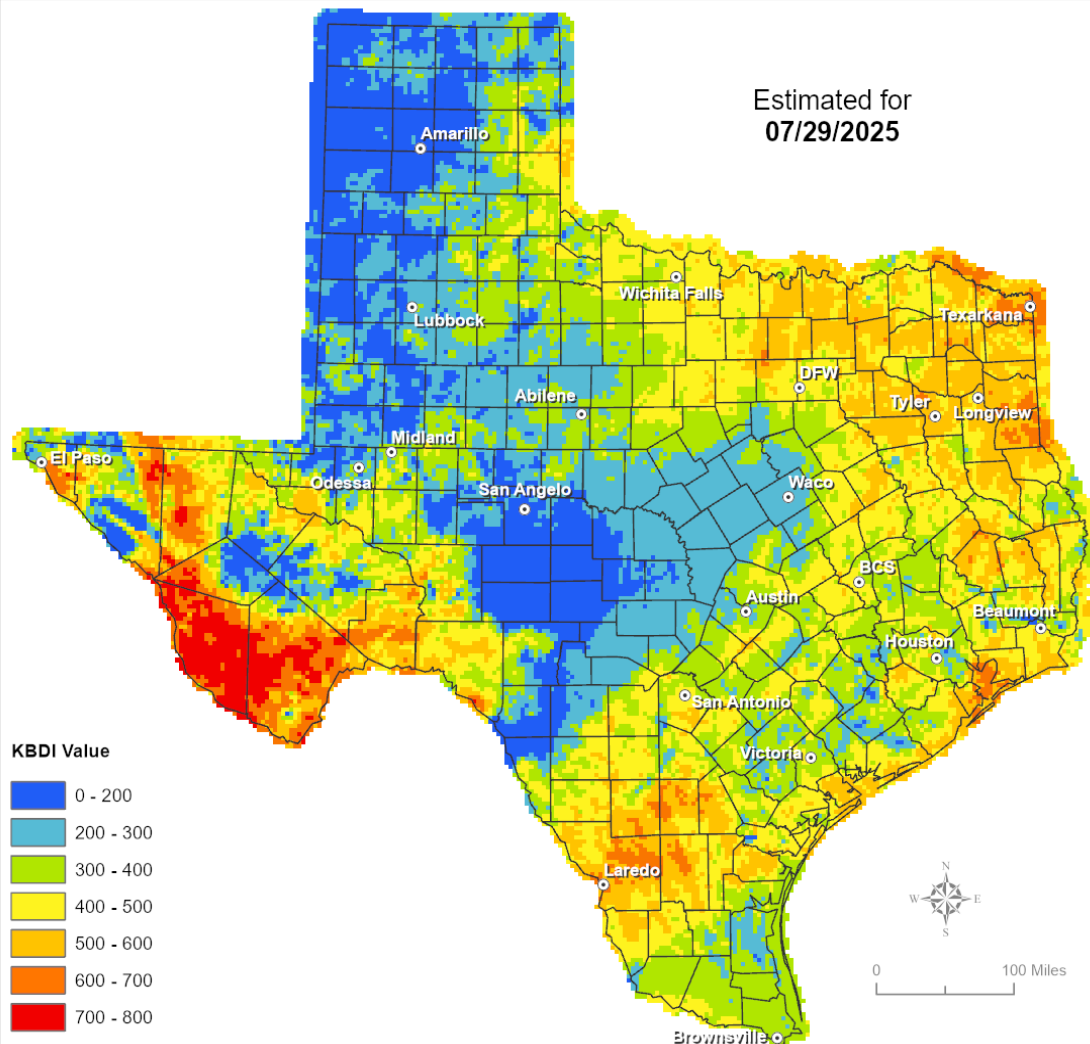 Estimated for
07/29/2025
Amarillo
Wichita Falls
Lubbock
Texarkana
DFW
Abilene
Tyler
Longview
Midland
El Paso
Odessa
San Angelo
Waco
BCS
Austin
Beaumont
Houston
San Antonio
Victoria
KBDI Value
0 - 200
200 - 300
300 - 400
400 - 500
500 - 600
600 - 700
700 - 800
Laredo
N
W E
S
0 100 Miles
Brownsville